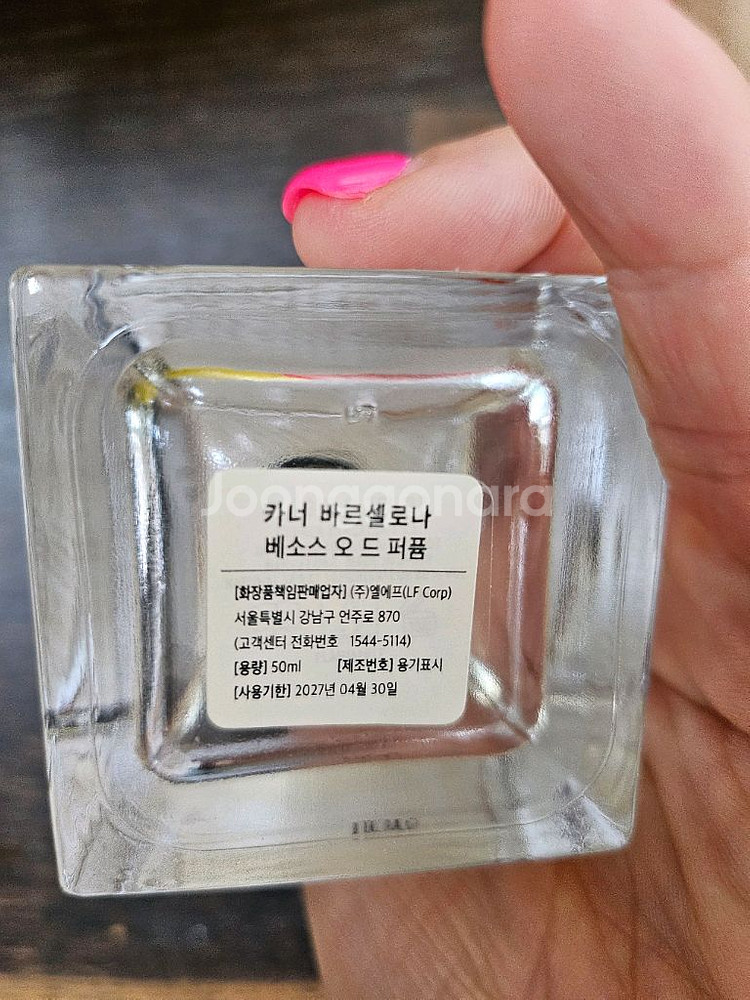 Joonggonara
카너 바르셀로나
베소스 오 드 퍼퓸
[화장품책임판매업자] (주)엘에프(LF Corp)
서울특별시 강남구 언주로 870
(고객센터 전화번호 1544-5114)
[용량] 50ml [제조번호] 용기표시
[사용기한] 2027년 04월 30일